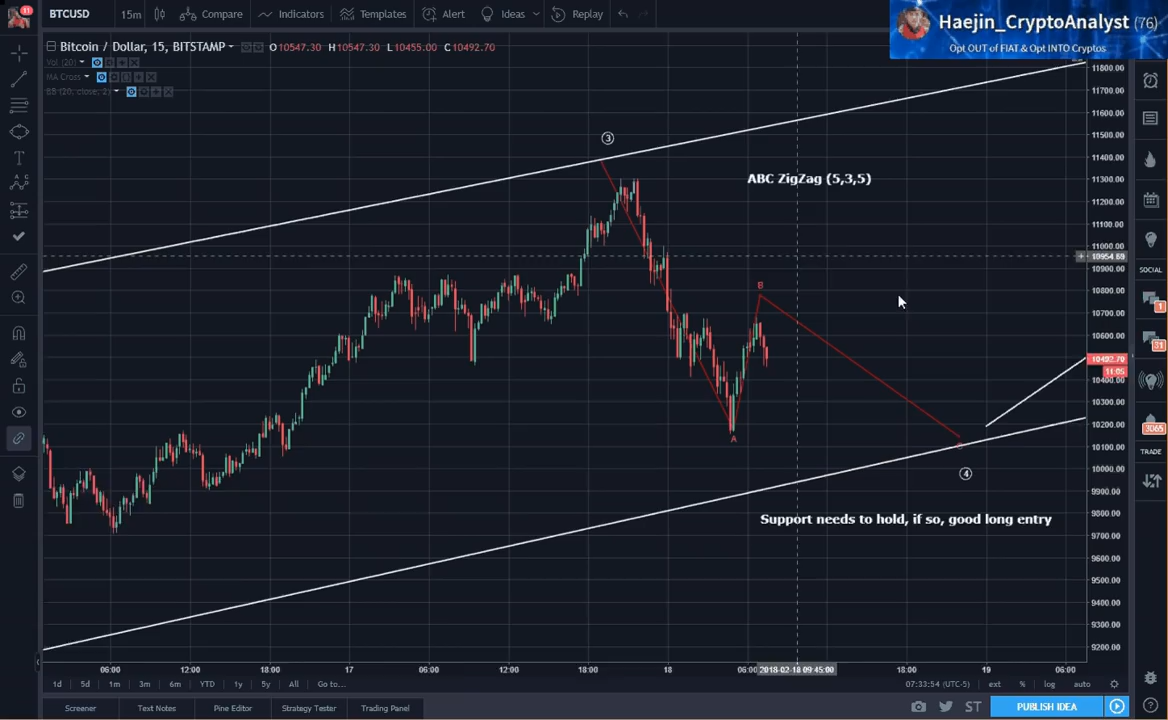 11
BTCUSD
15m
Compare
Indicators
Templates
Alert
Ideas
Replay
Haejin_CryptoAnalyst (76)
Opt OUT of FIAT & Opt INTO Cryptos
Bitcoin / Dollar, 15, BITSTAMP
O10547.30 H10547.30 L10455.00 C10492.70
Vol (20)
MA Cross
BB (20, close, 2)
3
ABC ZigZag (5,3,5)
B
A
4
Support needs to hold, if so, good long entry
11800.00
11700.00
11600.00
11500.00
11400.00
11300.00
11200.00
11100.00
11000.00
10954.69
10900.00
10800.00
10700.00
10600.00
10492.70
11:05
10400.00
10300.00
10200.00
10100.00
10000.00
9900.00
9800.00
9700.00
9600.00
9500.00
9400.00
9300.00
9200.00
SOCIAL
1
31
3065
TRADE
06:00
12:00
18:00
17
06:00
12:00
18:00
18
06:00
2018-02-18 09:45:00
18:00
19
06:00
1d
5d
1m
3m
6m
YTD
1y
5y
All
Go to...
07:33:54 (UTC-5)
ext
%
log
auto
Screener
Text Notes
Pine Editor
Strategy Tester
Trading Panel
ST
PUBLISH IDEA